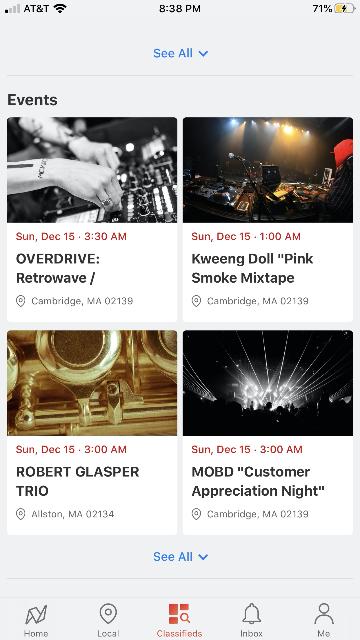 AT&T 8:38 PM 71%
See All
Events
Sun, Dec 15 · 3:30 AM
OVERDRIVE:
Retrowave /
Cambridge, MA 02139
Sun, Dec 15 · 1:00 AM
Kweeng Doll "Pink
Smoke Mixtape
Cambridge, MA 02139
Sun, Dec 15 · 3:00 AM
ROBERT GLASPER
TRIO
Allston, MA 02134
Sun, Dec 15 · 3:00 AM
MOBD "Customer
Appreciation Night"
Cambridge, MA 02139
See All
Home Local Classifieds Inbox Me